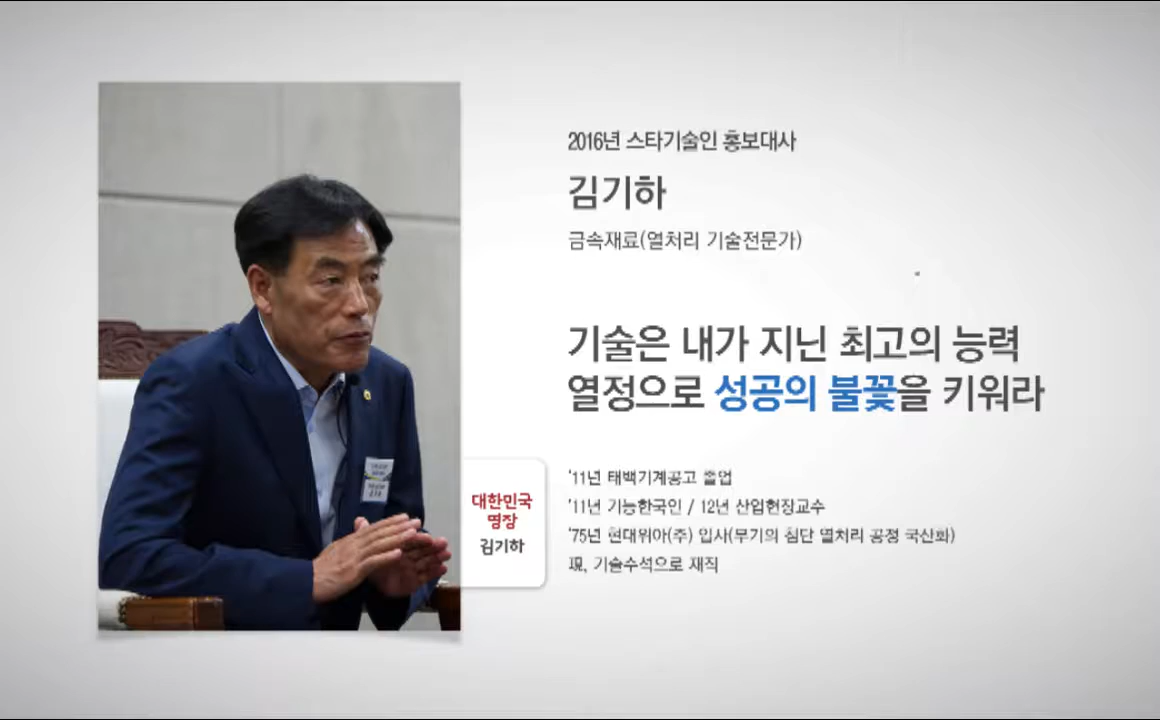 2016년 스타기술인 홍보대사
김기하
금속재료(열처리 기술전문가)
기술은 내가 지닌 최고의 능력
열정으로 성공의 불꽃을 키워라
대한민국
명장
김기하
'11년 태백기계공고 졸업
'11년 기능한국인 / 12년 산업현장교수
'75년 현대위아(주) 입사(무기의 첨단 열처리 공정 국산화)
現, 기술수석으로 재직